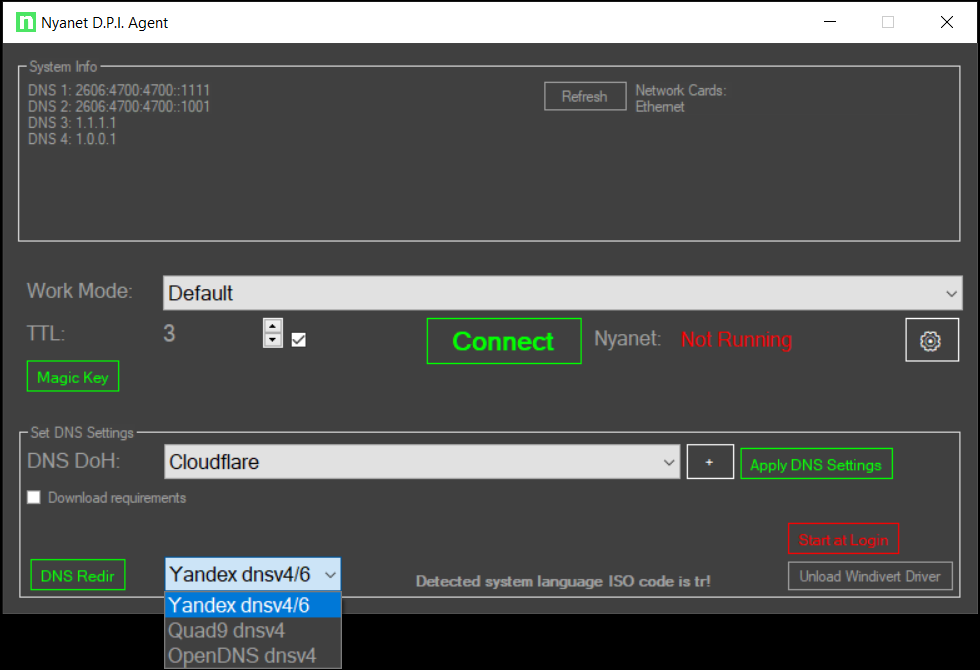 Nyanet D.P.I. Agent
System Info
DNS 1: 2606:4700:4700::1111
DNS 2: 2606:4700:4700::1001
DNS 3: 1.1.1.1
DNS 4: 1.0.0.1
Refresh
Network Cards:
Ethernet
Work Mode:
Default
TTL:
3
Connect
Nyanet:
Not Running
Magic Key
Set DNS Settings
DNS DoH:
Cloudflare
+
Apply DNS Settings
Download requirements
Start at Login
DNS Redir
Yandex dnsv4/6
Detected system language ISO code is tr!
Unload Windivert Driver
Yandex dnsv4/6
Quad9 dnsv4
OpenDNS dnsv4